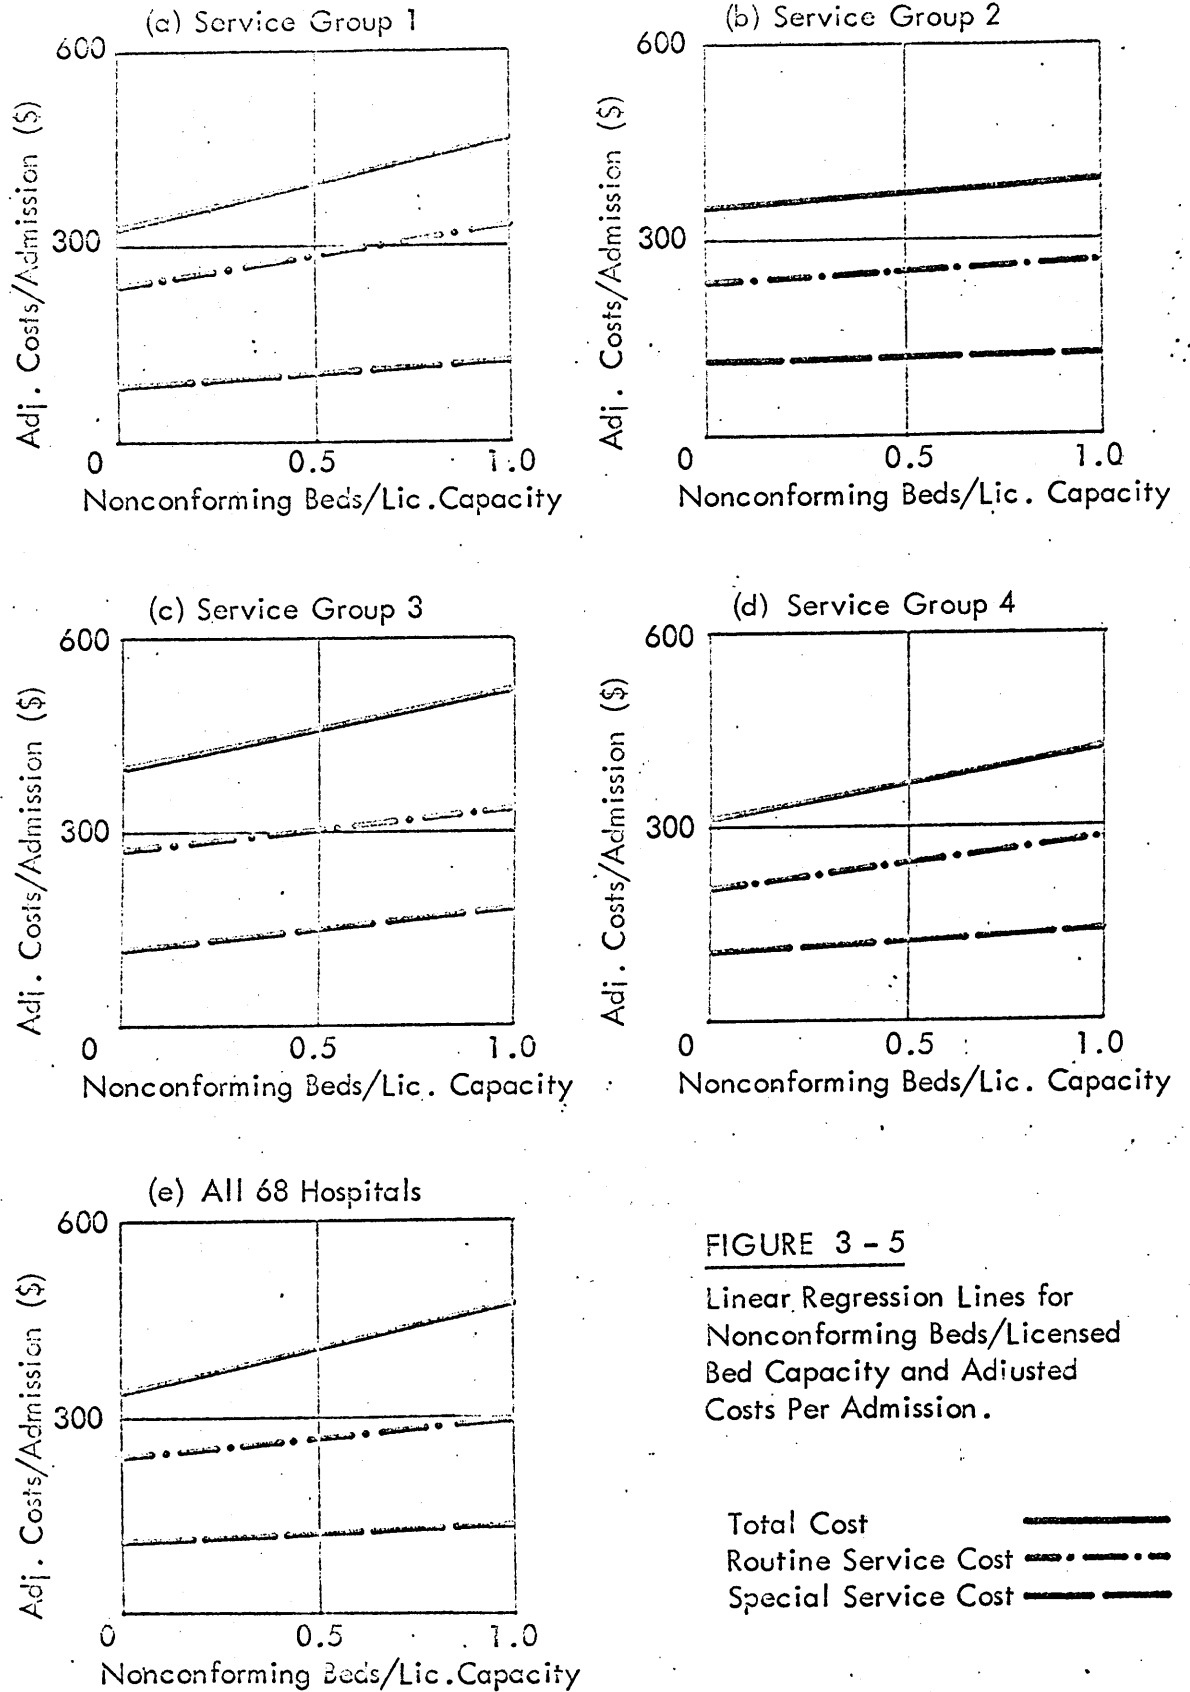 (a) Service Group 1
600
300
Adj. Costs/Admission ($)
0 0.5 1.0
Nonconforming Beds/Lic. Capacity
(b) Service Group 2
600
300
Adj. Costs/Admission ($)
0 0.5 1.0
Nonconforming Beds/Lic. Capacity
(c) Service Group 3
600
300
Adj. Costs/Admission ($)
0 0.5 1.0
Nonconforming Beds/Lic. Capacity
(d) Service Group 4
600
300
Adj. Costs/Admission ($)
0 0.5 1.0
Nonconforming Beds/Lic. Capacity
(e) All 68 Hospitals
600
300
Adj. Costs/Admission ($)
0 0.5 1.0
Nonconforming Beds/Lic. Capacity
FIGURE 3 - 5
Linear Regression Lines for
Nonconforming Beds/Licensed
Bed Capacity and Adjusted
Costs Per Admission.
Total Cost
Routine Service Cost
Special Service Cost